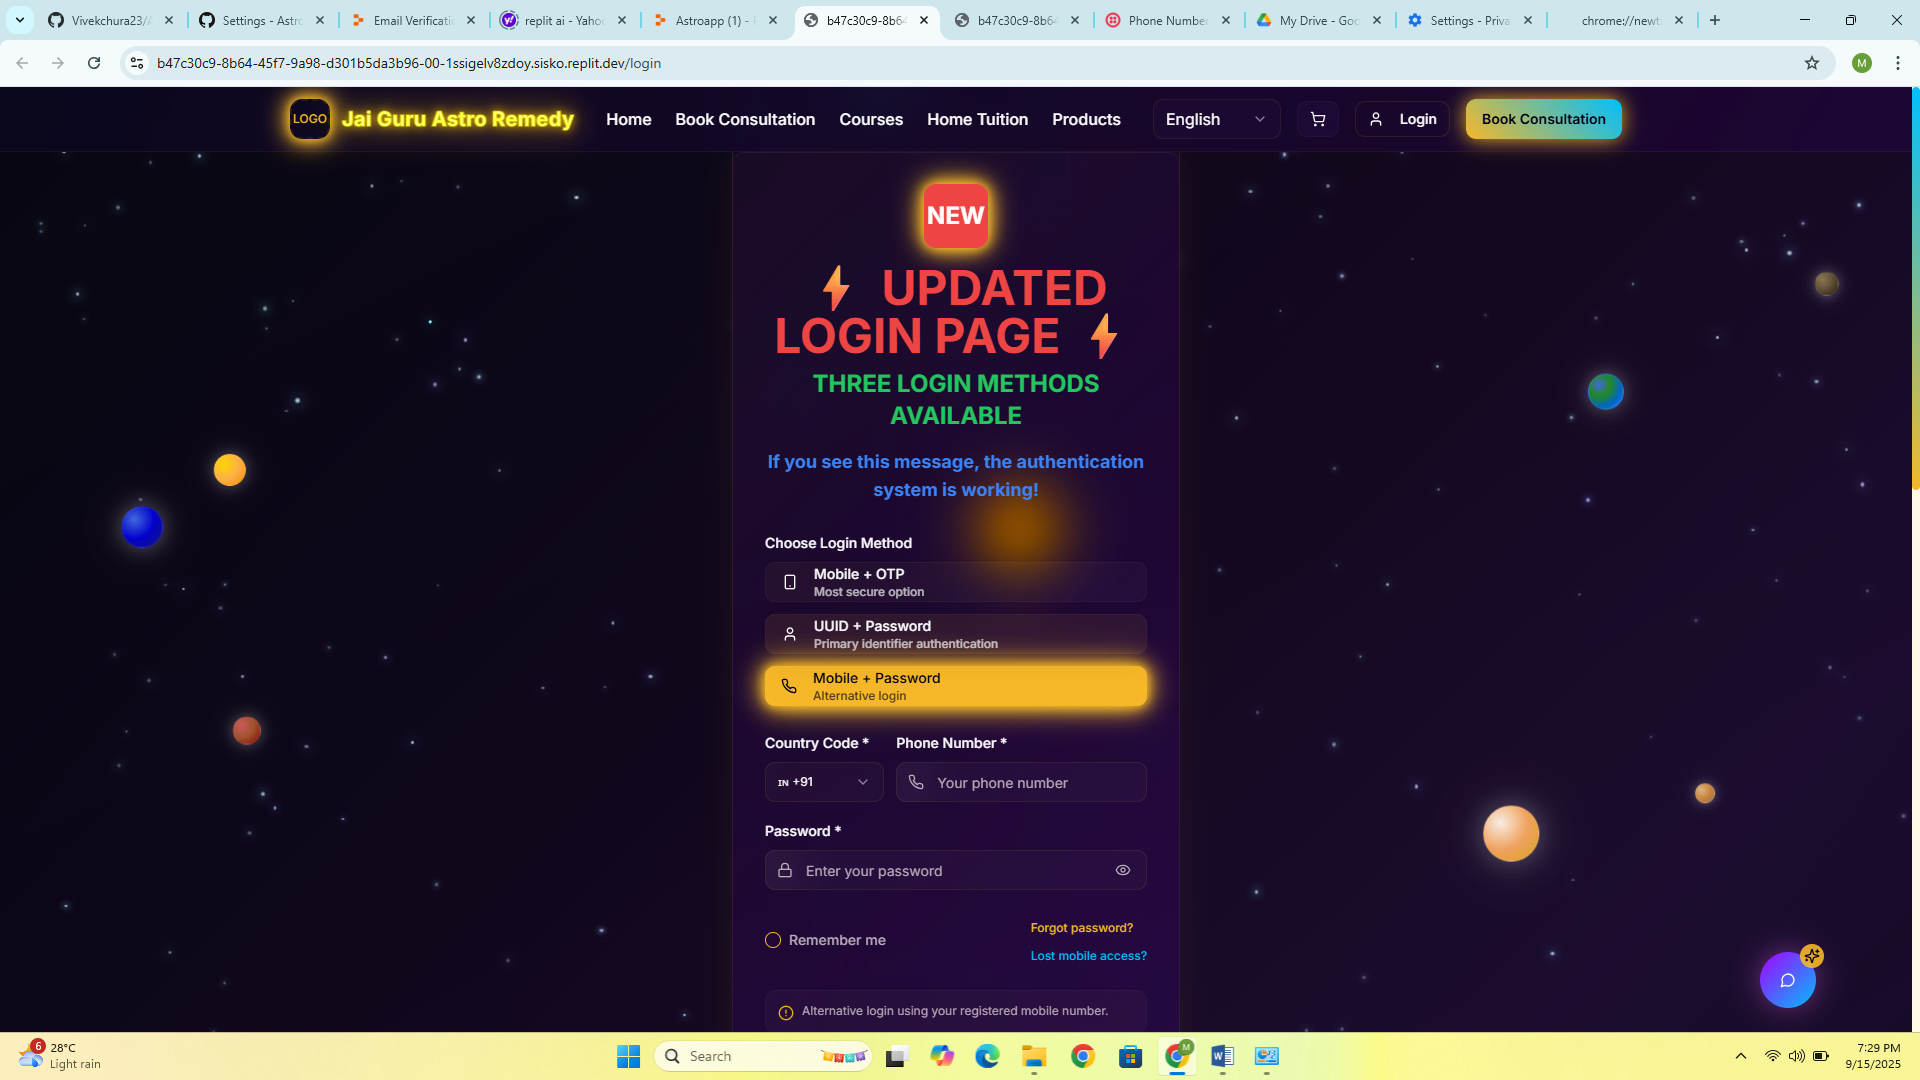 Vivekchura23/
Settings - Astro
Email Verificati
replit ai - Yahoo
Astroapp (1) -
b47c30c9-8b64
b47c30c9-8b64
Phone Number
My Drive - Goo
Settings - Priva
chrome://newt
b47c30c9-8b64-45f7-9a98-d301b5da3b96-00-1ssigelv8zdoy.sisko.replit.dev/login
M
LOGO
Jai Guru Astro Remedy
Home
Book Consultation
Courses
Home Tuition
Products
English
Login
Book Consultation
NEW
UPDATED
LOGIN PAGE
THREE LOGIN METHODS
AVAILABLE
If you see this message, the authentication
system is working!
Choose Login Method
Mobile + OTP
Most secure option
UUID + Password
Primary identifier authentication
Mobile + Password
Alternative login
Country Code *
Phone Number *
IN +91
Your phone number
Password *
Enter your password
Remember me
Forgot password?
Lost mobile access?
Alternative login using your registered mobile number.
6
28°C
Light rain
Search
M
7:29 PM
9/15/2025